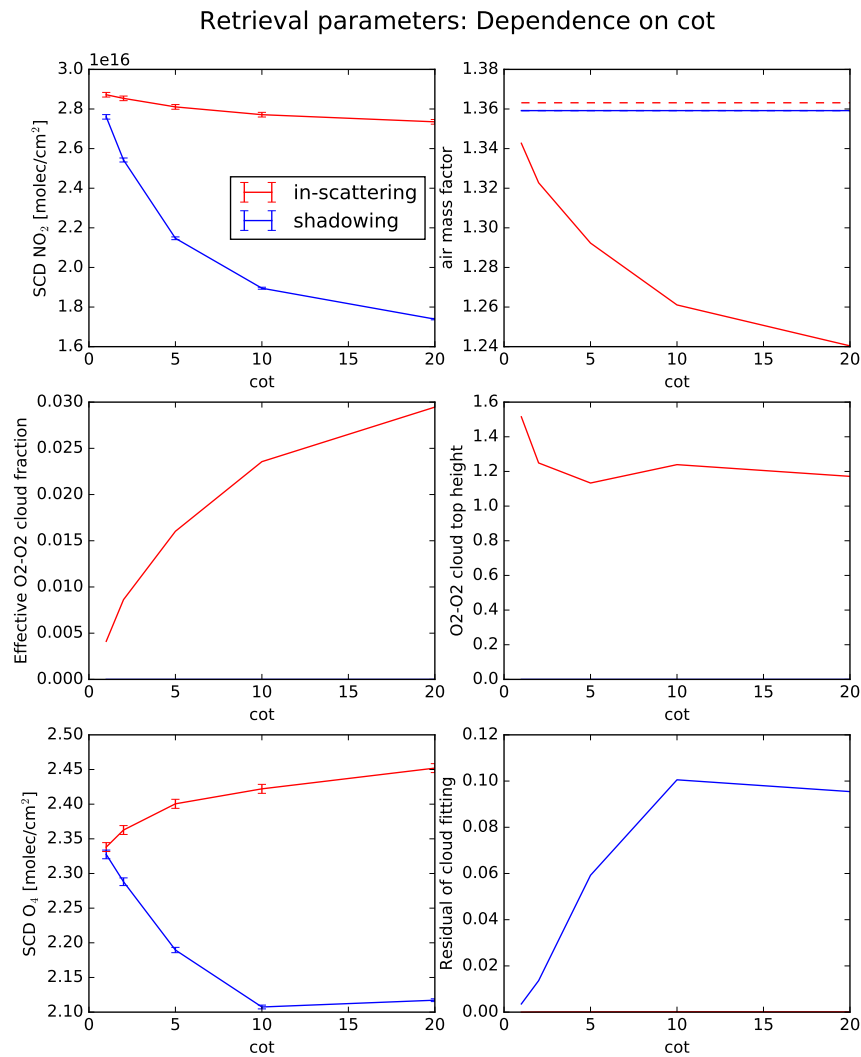 Retrieval parameters: Dependence on cot
1e16
SCD NO2 [molec/cm2]
3.0
2.8
2.6
2.4
2.2
2.0
1.8
1.6
0 5 10 15 20
cot
in-scattering
shadowing
air mass factor
1.38
1.36
1.34
1.32
1.30
1.28
1.26
1.24
0 5 10 15 20
cot
Effective O2-O2 cloud fraction
0.030
0.025
0.020
0.015
0.010
0.005
0.000
0 5 10 15 20
cot
O2-O2 cloud top height
1.6
1.4
1.2
1.0
0.8
0.6
0.4
0.2
0.0
0 5 10 15 20
cot
SCD O4 [molec/cm2]
2.50
2.45
2.40
2.35
2.30
2.25
2.20
2.15
2.10
0 5 10 15 20
cot
Residual of cloud fitting
0.12
0.10
0.08
0.06
0.04
0.02
0.00
0 5 10 15 20
cot